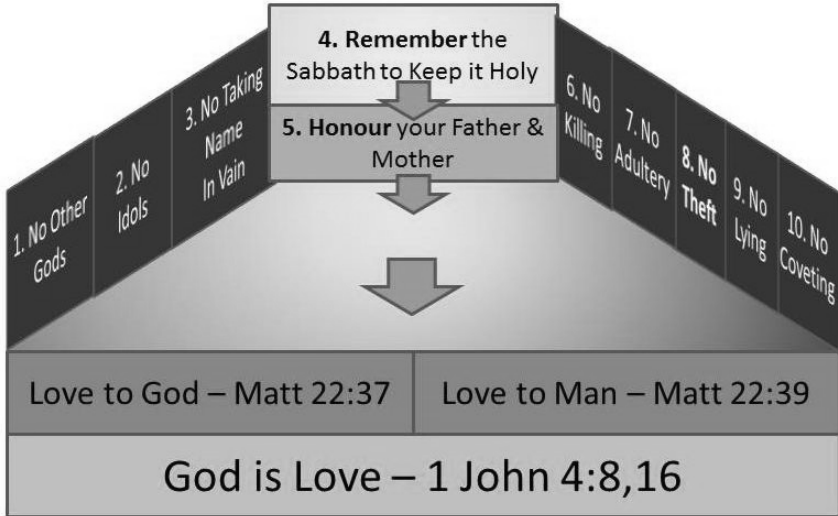 1. No Other
Gods
2. No
Idols
3. No Taking
Name
In Vain
4. Remember the
Sabbath to Keep it Holy
5. Honour your Father &
Mother
6. No
Killing
7. No
Adultery
8. No
Theft
9. No
Lying
10. No
Coveting
Love to God – Matt 22:37
Love to Man – Matt 22:39
God is Love – 1 John 4:8,16